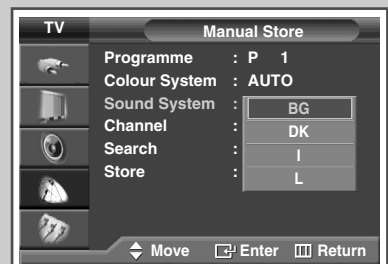 TV Manual Store
Programme : P 1
Colour System : AUTO
Sound System : BG
DK
Channel :
Search : I
Store : L
Move Enter Return